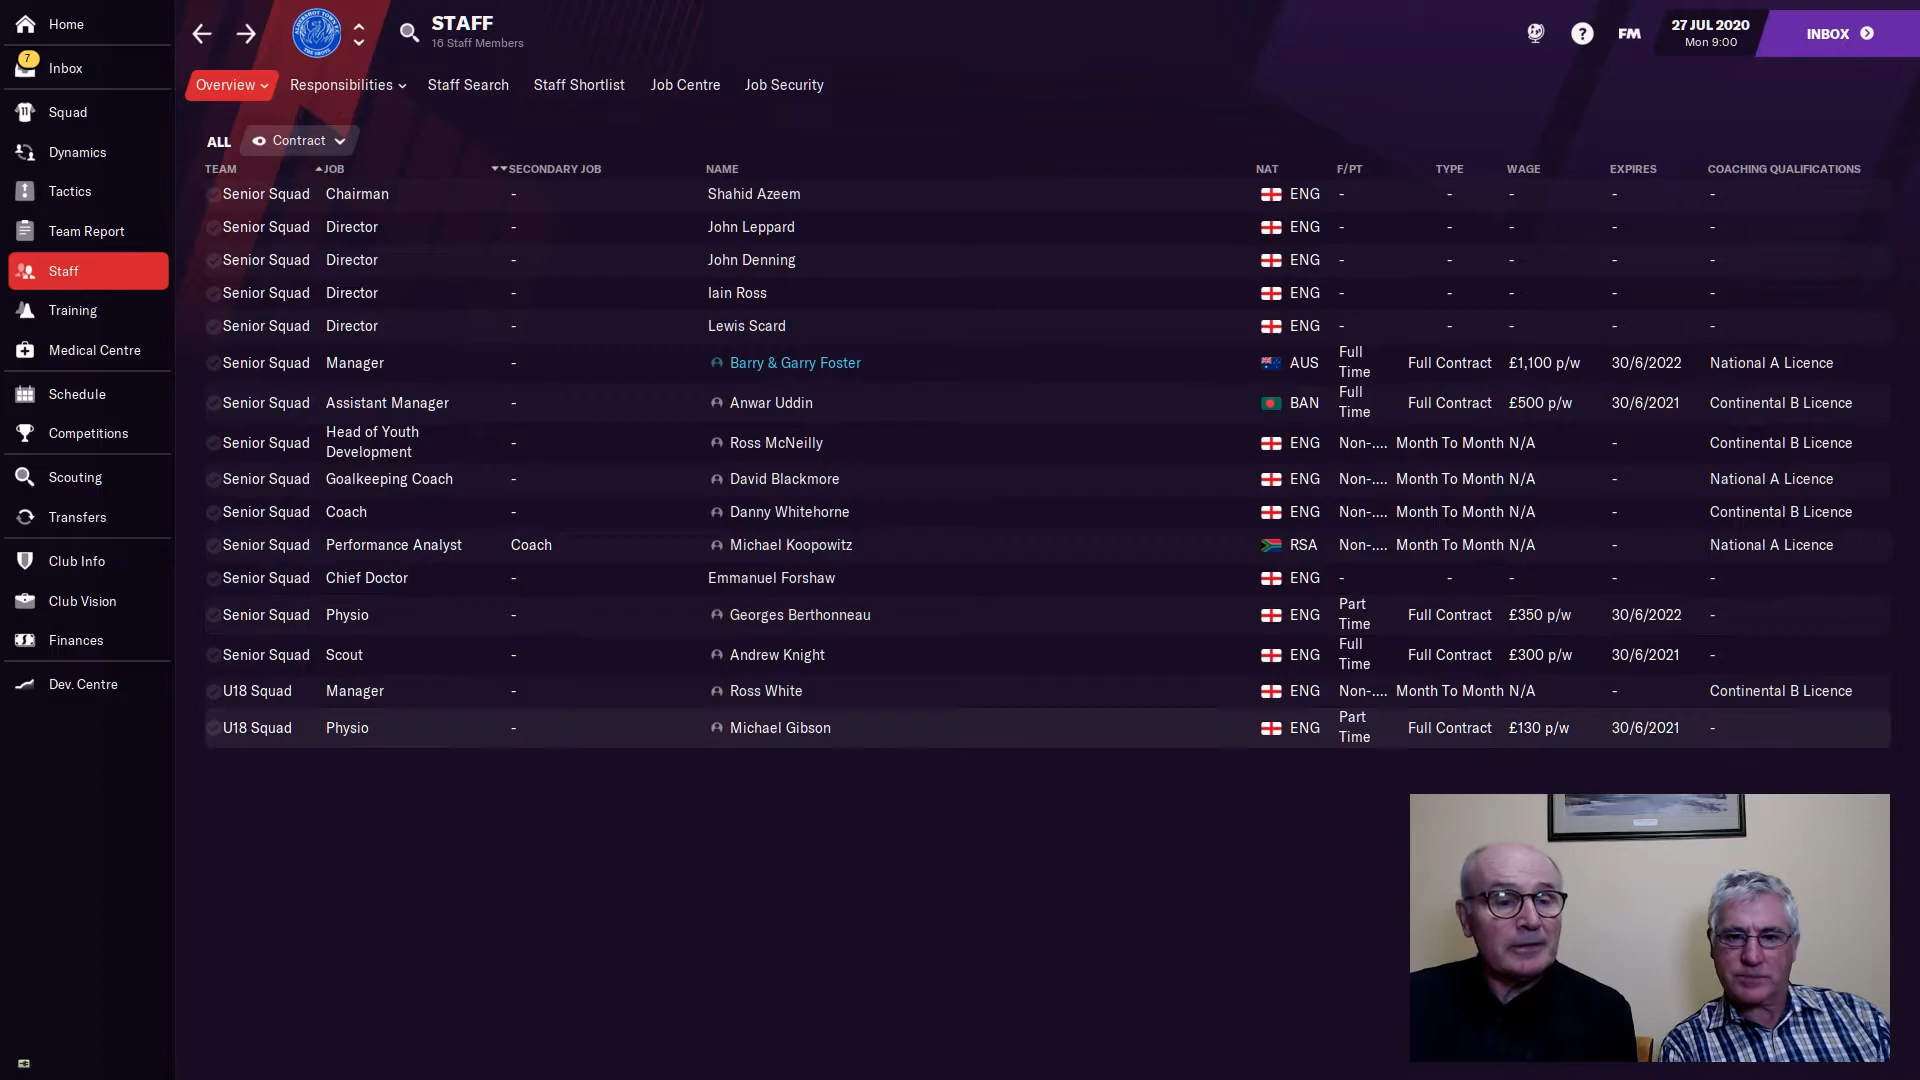 Home
STAFF
16 Staff Members
FM
27 JUL 2020
Mon 9:00
INBOX
7
Inbox
Overview
Responsibilities
Staff Search
Staff Shortlist
Job Centre
Job Security
Squad
Dynamics
Tactics
Team Report
Staff
Training
Medical Centre
Schedule
Competitions
Scouting
Transfers
Club Info
Club Vision
Finances
Dev. Centre
ALL Contract
TEAM JOB SECONDARY JOB NAME NAT F/PT TYPE WAGE EXPIRES COACHING QUALIFICATIONS
Senior Squad Chairman - Shahid Azeem ENG - - - - -
Senior Squad Director - John Leppard ENG - - - - -
Senior Squad Director - John Denning ENG - - - - -
Senior Squad Director - Iain Ross ENG - - - - -
Senior Squad Director - Lewis Scard ENG - - - - -
Senior Squad Manager - Barry & Garry Foster AUS Full Time Full Contract £1,100 p/w 30/6/2022 National A Licence
Senior Squad Assistant Manager - Anwar Uddin BAN Full Time Full Contract £500 p/w 30/6/2021 Continental B Licence
Senior Squad Head of Youth Development - Ross McNeilly ENG Non-.... Month To Month N/A - Continental B Licence
Senior Squad Goalkeeping Coach - David Blackmore ENG Non-.... Month To Month N/A - National A Licence
Senior Squad Coach - Danny Whitehorne ENG Non-.... Month To Month N/A - Continental B Licence
Senior Squad Performance Analyst Coach Michael Koopowitz RSA Non-.... Month To Month N/A - National A Licence
Senior Squad Chief Doctor - Emmanuel Forshaw ENG - - - - -
Senior Squad Physio - Georges Berthonneau ENG Part Time Full Contract £350 p/w 30/6/2022 -
Senior Squad Scout - Andrew Knight ENG Full Time Full Contract £300 p/w 30/6/2021 -
U18 Squad Manager - Ross White ENG Non-.... Month To Month N/A - Continental B Licence
U18 Squad Physio - Michael Gibson ENG Part Time Full Contract £130 p/w 30/6/2021 -